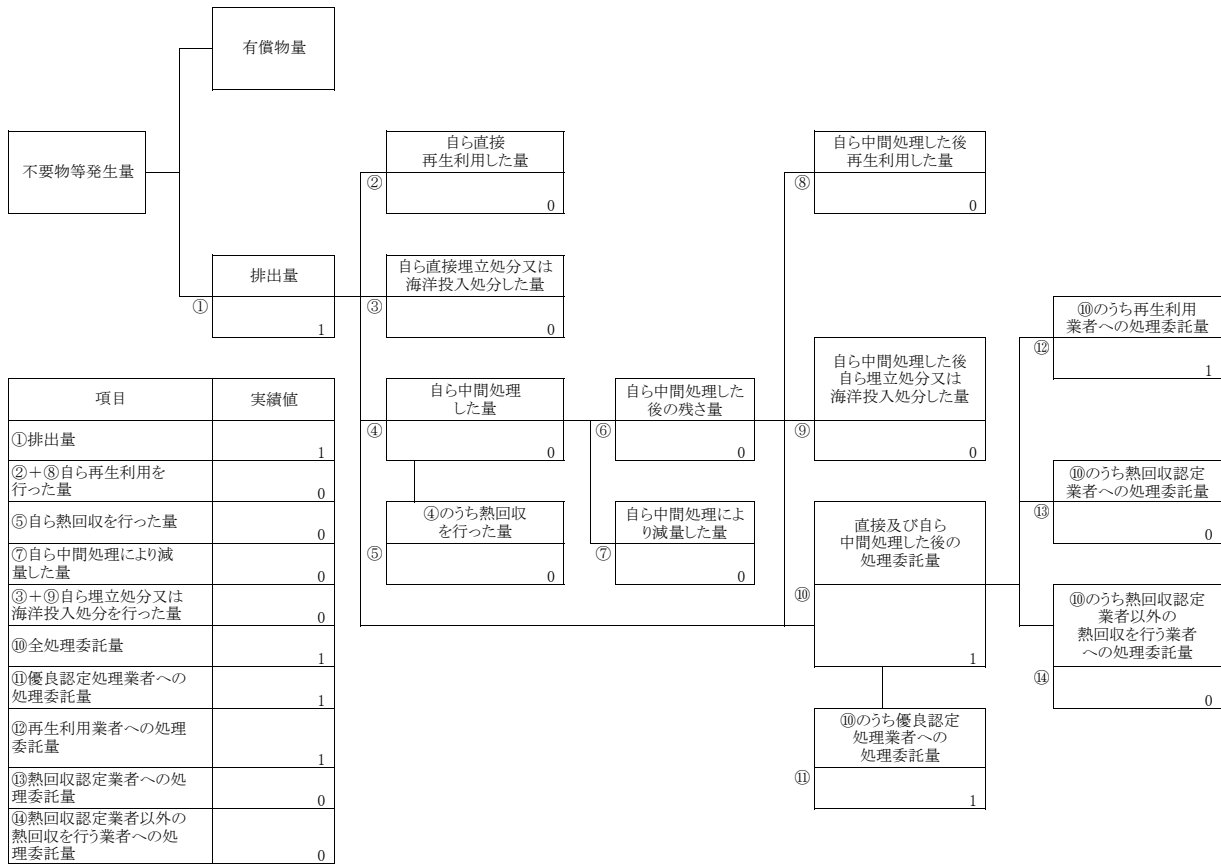 有償物量
不要物等発生量
自ら直接
再生利用した量
②
0
自ら中間処理した後
再生利用した量
⑧
0
排出量
①
1
自ら直接埋立処分又は
海洋投入処分した量
③
0
⑩のうち再生利用
業者への処理委託量
⑫
1
自ら中間処理
した量
④
0
自ら中間処理した
後の残さ量
⑥
0
自ら中間処理した後
自ら埋立処分又は
海洋投入処分した量
⑨
0
④のうち熱回収
を行った量
⑤
0
自ら中間処理によ
り減量した量
⑦
0
直接及び自ら
中間処理した後の
処理委託量
⑩
1
⑩のうち熱回収認定
業者への処理委託量
⑬
0
⑩のうち熱回収認定
業者以外の
熱回収を行う業者
への処理委託量
⑭
0
⑩のうち優良認定
処理業者への
処理委託量
⑪
1
項目 実績値
①排出量
1
②+⑧自ら再生利用を
行った量
0
⑤自ら熱回収を行った量
0
⑦自ら中間処理により減
量した量
0
③+⑨自ら埋立処分又は
海洋投入処分を行った量
0
⑩全処理委託量
1
⑪優良認定処理業者への
処理委託量
1
⑫再生利用業者への処理
委託量
1
⑬熱回収認定業者への処
理委託量
0
⑭熱回収認定業者以外の
熱回収を行う業者への処
理委託量
0